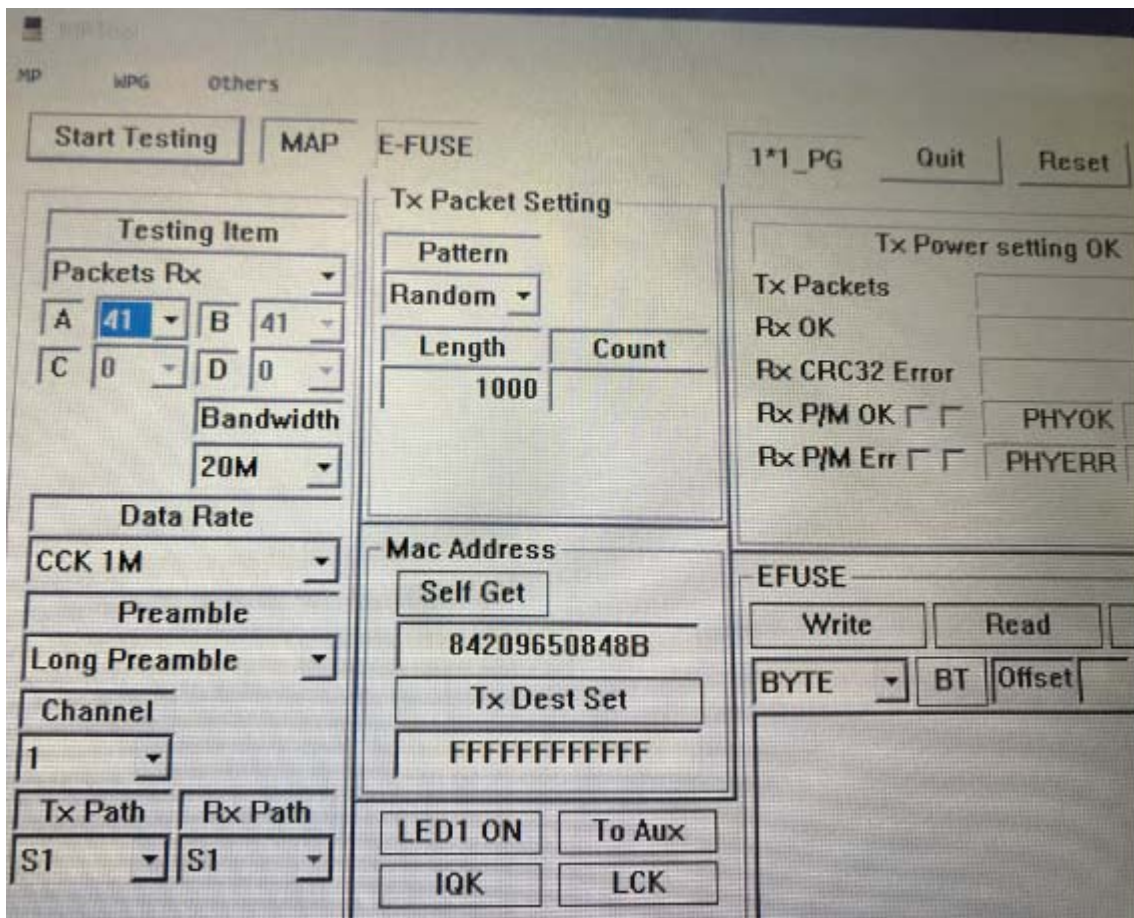 MP WPG Others
Start Testing MAP E-FUSE 1*1_PG Quit Reset
Testing Item
Packets Rx
A 41 B 41
C 0 D 0
Bandwidth
20M
Data Rate
CCK 1M
Preamble
Long Preamble
Channel
1
Tx Path Rx Path
S1 S1
Tx Packet Setting
Pattern
Random
Length Count
1000
Mac Address
Self Get
84209650848B
Tx Dest Set
FFFFFFFFFFFF
LED1 ON To Aux
IQK LCK
Tx Power setting OK
Tx Packets
Rx OK
Rx CRC32 Error
Rx P/M OK PHYOK
Rx P/M Err PHYERR
EFUSE
Write Read
BYTE BT Offset